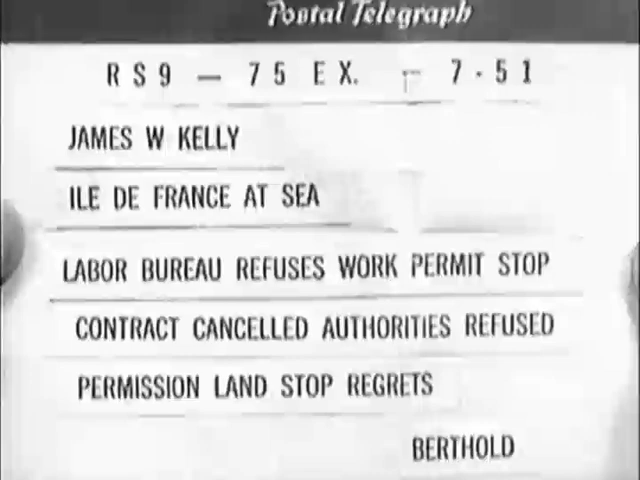 Postal Telegraph
RS9 — 75 EX. — 7·51
JAMES W KELLY
ILE DE FRANCE AT SEA
LABOR BUREAU REFUSES WORK PERMIT STOP
CONTRACT CANCELLED AUTHORITIES REFUSED
PERMISSION LAND STOP REGRETS
BERTHOLD